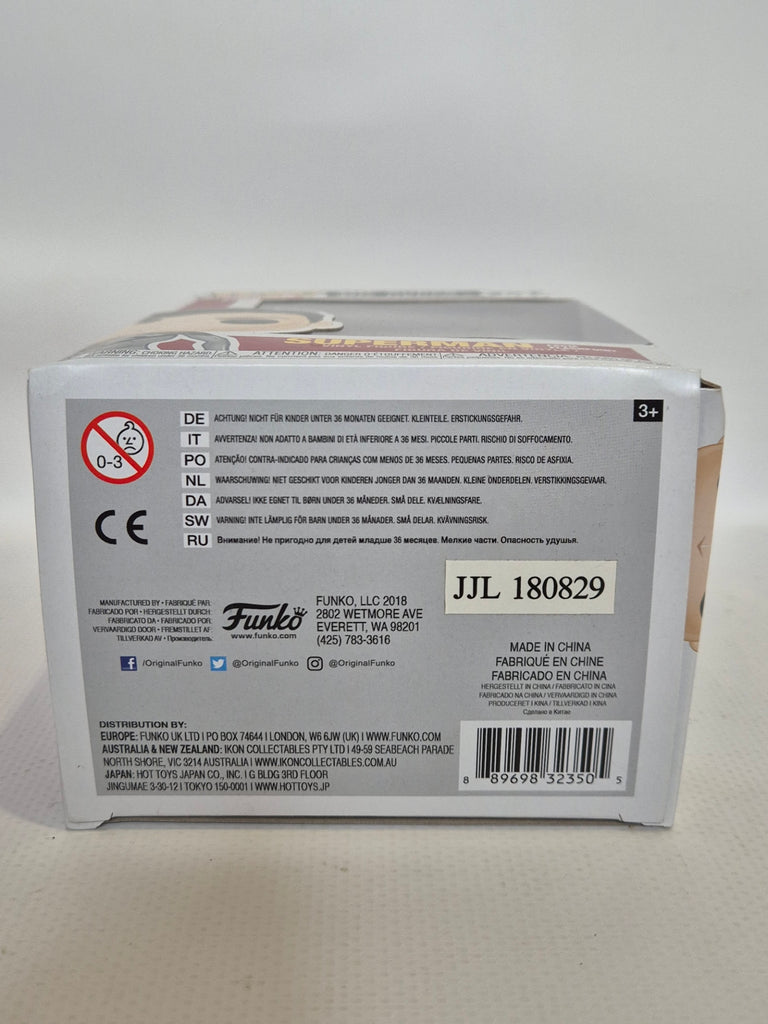 SUPERMAN
WARNING: CHOKING HAZARD
ATTENTION: DANGER D'ÉTOUFFEMENT
ADVERTENCIA:
3+
0-3
DE ACHTUNG! NICHT FÜR KINDER UNTER 36 MONATEN GEEIGNET. KLEINTEILE. ERSTICKUNGSGEFAHR.
IT AVVERTENZA! NON ADATTO A BAMBINI DI ETÀ INFERIORE A 36 MESI. PICCOLE PARTI. RISCHIO DI SOFFOCAMENTO.
PO ATENÇÃO! CONTRA-INDICADO PARA CRIANÇAS COM MENOS DE 36 MESES. PEQUENAS PARTES. RISCO DE ASFIXIA.
NL WAARSCHUWING! NIET GESCHIKT VOOR KINDEREN JONGER DAN 36 MAANDEN. KLEINE ÖNDERDELEN. VERSTIKKINGSGEVAAR.
DA ADVARSEL! IKKE EGNET TIL BØRN UNDER 36 MÅNEDER. SMÅ DELE. KVÆLNINGSFARE.
SW VARNING! INTE LÄMPLIG FÖR BARN UNDER 36 MÅNADER. SMÅ DELAR. KVÄVNINGSRISK.
RU Внимание! Не пригодно для детей младше 36 месяцев. Мелкие части. Опасность удушья.
CE
JJL 180829
MANUFACTURED BY • FABRIQUÉ PAR
FABRICADO POR • HERGESTELLT DURCH:
FABBRICATO DA • FABRICADO POR
VERVAARDIGD DOOR • FREMSTILLET AF
TILLVERKAD AV • Производитель:
Funko
www.funko.com
FUNKO, LLC 2018
2802 WETMORE AVE
EVERETT, WA 98201
(425) 783-3616
/OriginalFunko @OriginalFunko @OriginalFunko
MADE IN CHINA
FABRIQUÉ EN CHINE
FABRICADO EN CHINA
HERGESTELLT IN CHINA / FABBRICATO IN CINA
FABRICADO NA CHINA / VERVAARDIGD IN CHINA
PRODUCERET I KINA / TILLVERKAD I KINA
Сделано в Китае
DISTRIBUTION BY:
EUROPE: FUNKO UK LTD | PO BOX 74644 | LONDON, W6 6JW (UK) | WWW.FUNKO.COM
AUSTRALIA & NEW ZEALAND: IKON COLLECTABLES PTY LTD | 49-59 SEABEACH PARADE
NORTH SHORE, VIC 3214 AUSTRALIA | WWW.IKONCOLLECTABLES.COM.AU
JAPAN: HOT TOYS JAPAN CO., INC. | G BLDG 3RD FLOOR
JINGUMAE 3-30-12 | TOKYO 150-0001 | WWW.HOTTOYS.JP
8 89698 32350 5